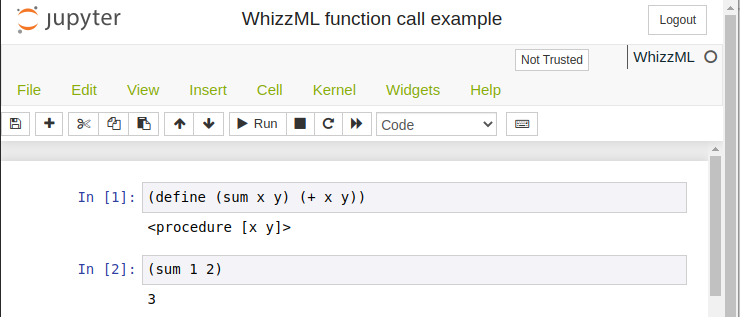 jupyter WhizzML function call example Logout
Not Trusted WhizzML
File Edit View Insert Cell Kernel Widgets Help
Run Code
In [1]: (define (sum x y) (+ x y))
<procedure [x y]>
In [2]: (sum 1 2)
3